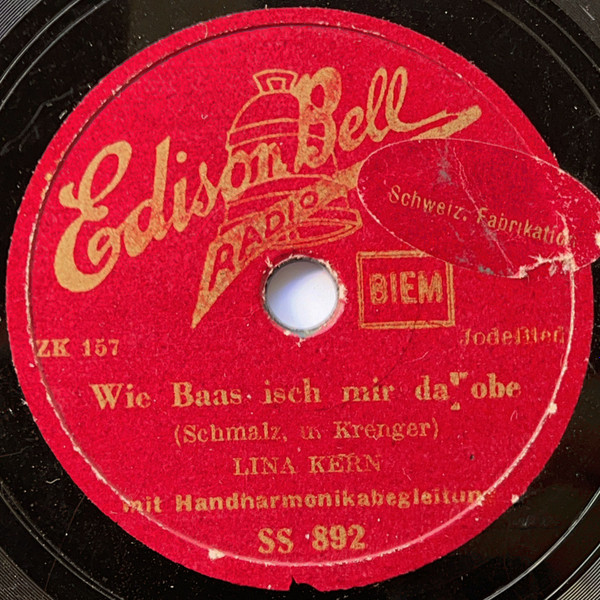 Edison Bell
RADIO
Schweiz. Fabrikatio
BIEM
ZK 157
Jodellied
Wie Baas isch mir da obe
(Schmalz, u. Krenger)
LINA KERN
mit Handharmonikabegleitung
SS 892